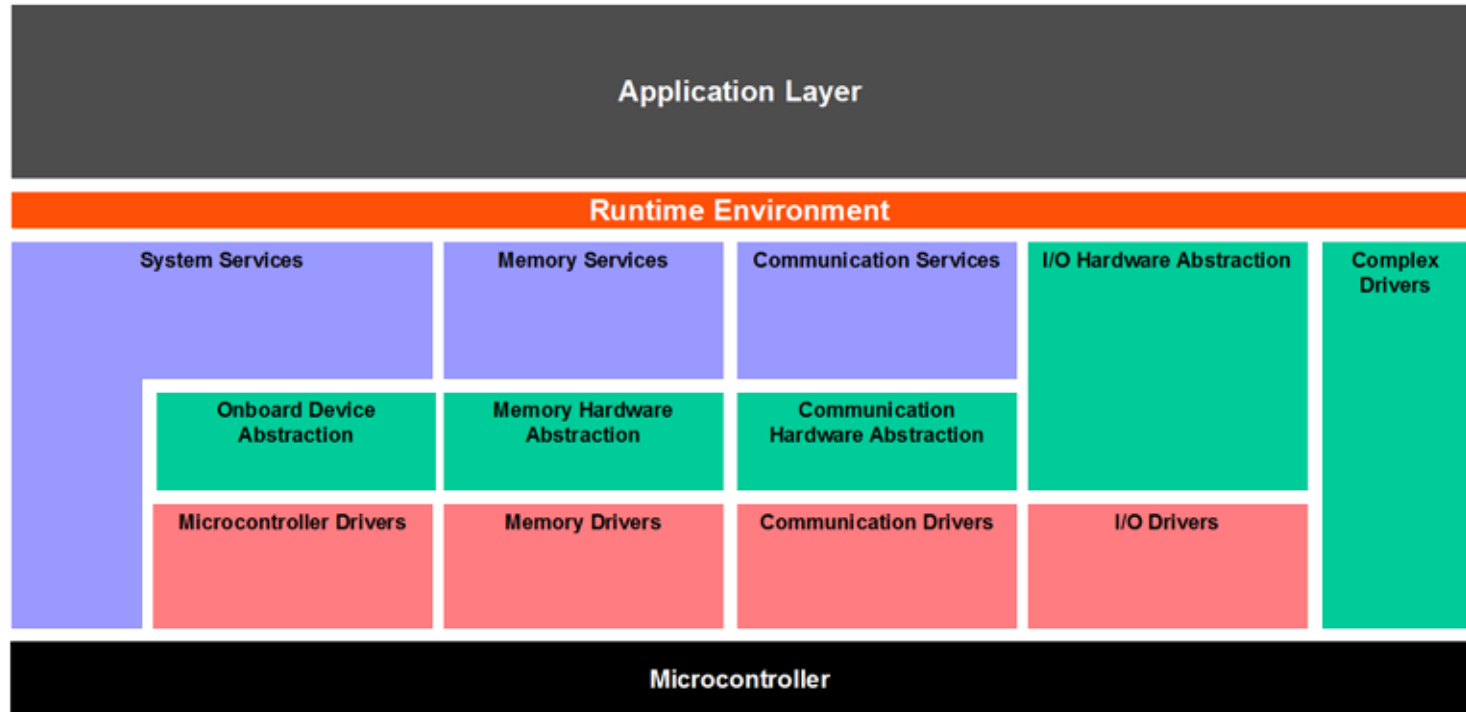 Application Layer
Runtime Environment
System Services
Memory Services
Communication Services
I/O Hardware Abstraction
Complex
Drivers
Onboard Device
Abstraction
Memory Hardware
Abstraction
Communication
Hardware Abstraction
Microcontroller Drivers
Memory Drivers
Communication Drivers
I/O Drivers
Microcontroller